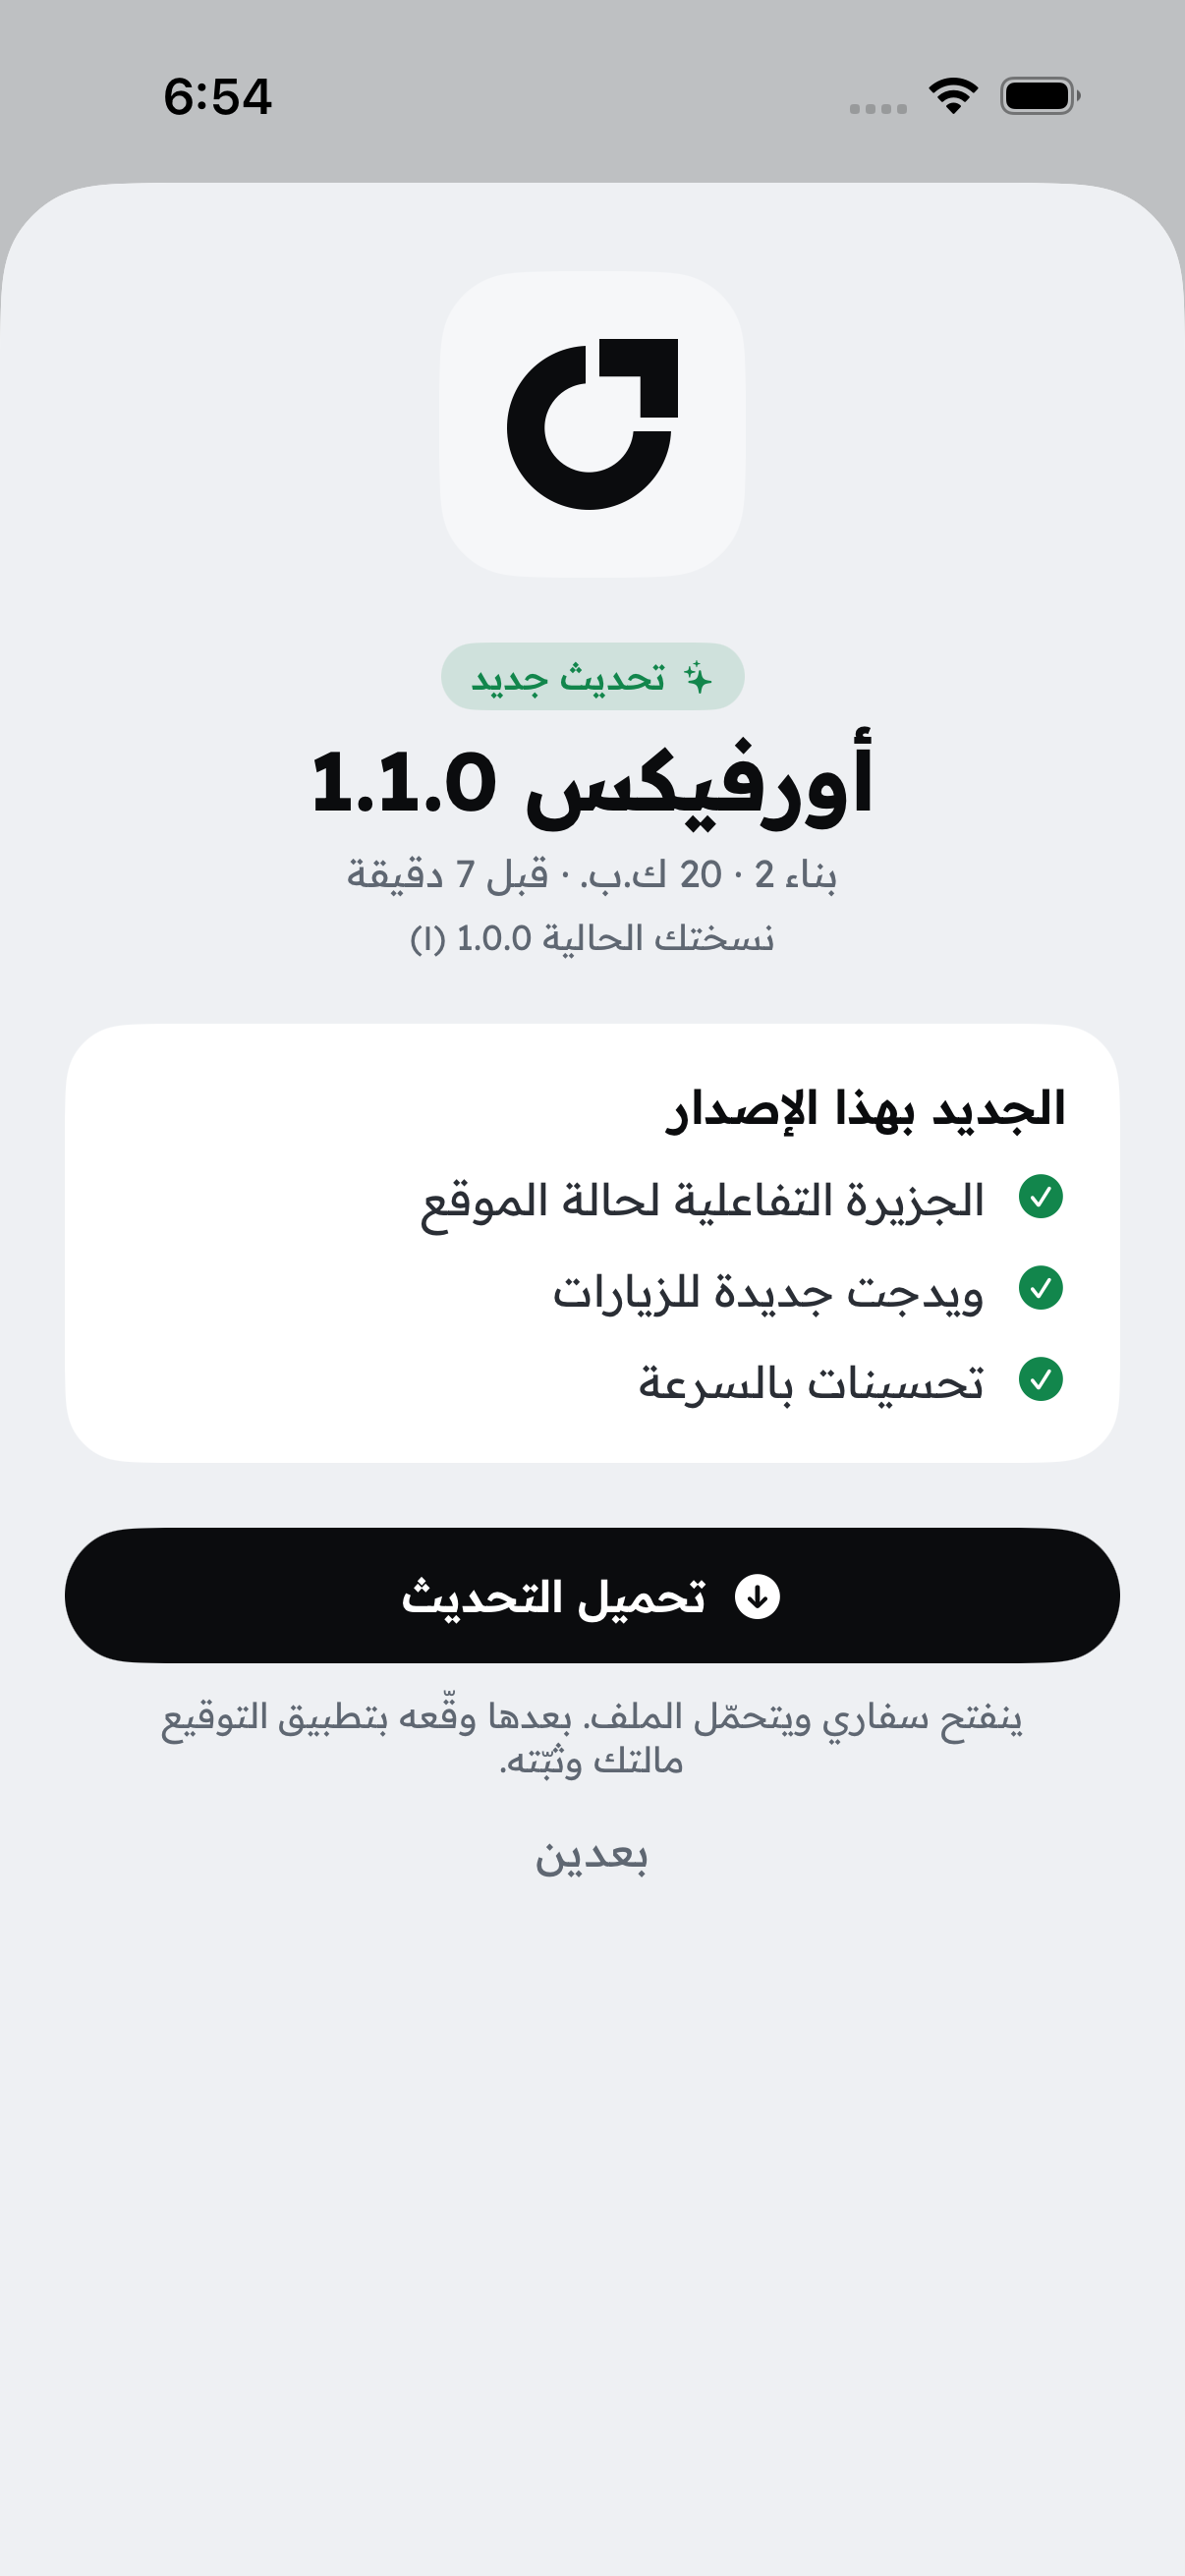 6:54
تحديث جديد
أورفيكس 1.1.0
بناء 2 · 20 ك.ب. · قبل 7 دقيقة
نسختك الحالية 1.0.0 (١)
الجديد بهذا الإصدار
الجزيرة التفاعلية لحالة الموقع
ويدجت جديدة للزيارات
تحسينات بالسرعة
تحميل التحديث
ينفتح سفاري ويتحمّل الملف. بعدها وقّعه بتطبيق التوقيع
مالتك وثبّته.
بعدين